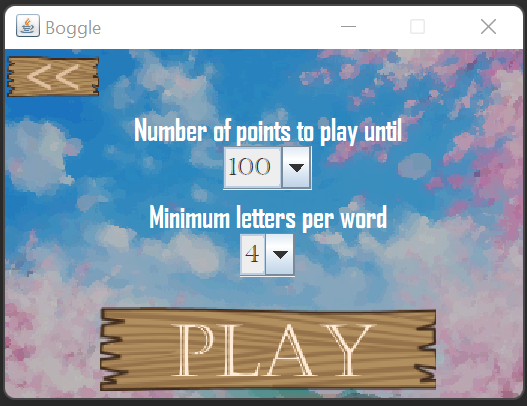 Boggle
<<
Number of points to play until
100
Minimum letters per word
4
PLAY